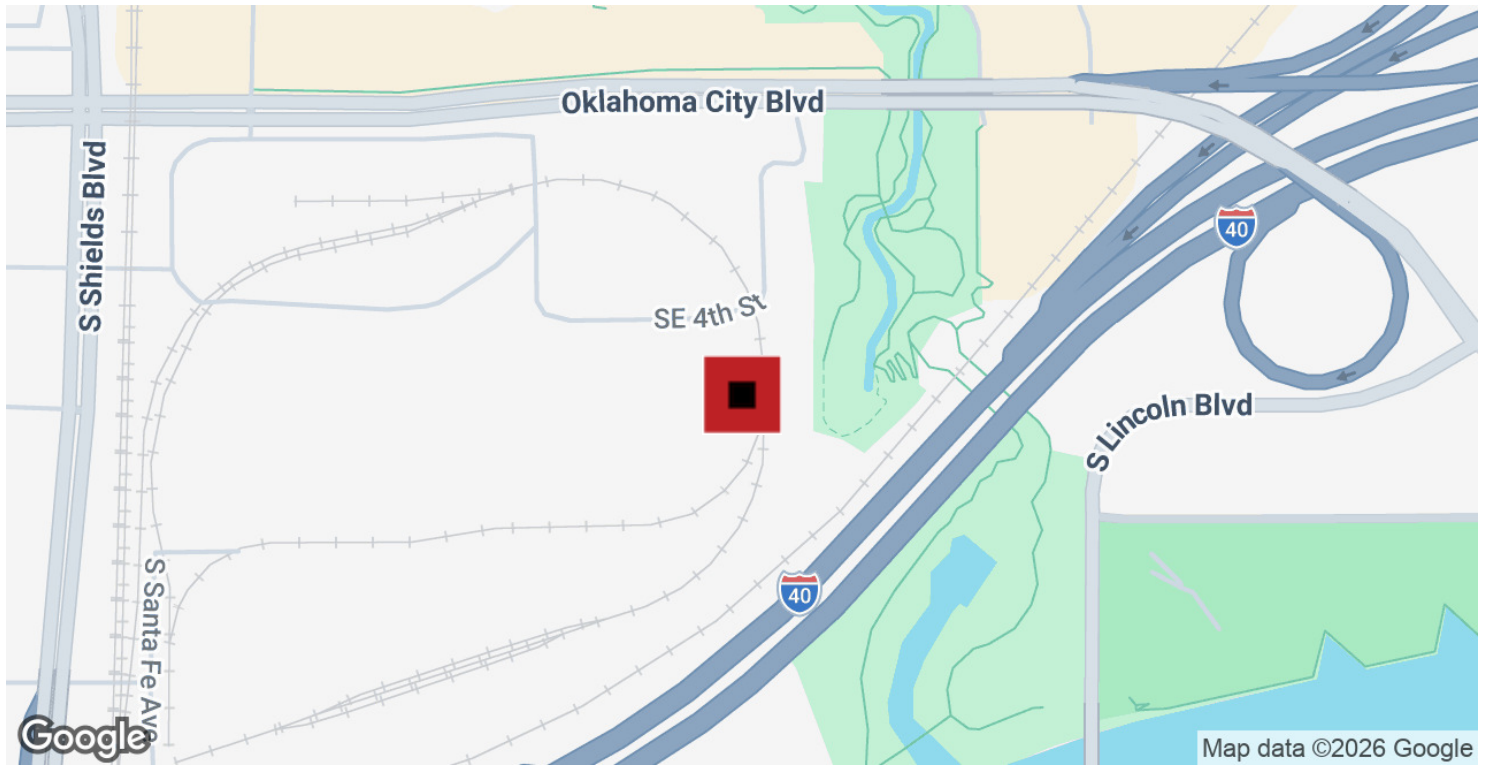 Oklahoma City Blvd
S Shields Blvd
40
SE 4th St
S Lincoln Blvd
40
S Santa Fe Ave
Google
Map data ©2026 Google